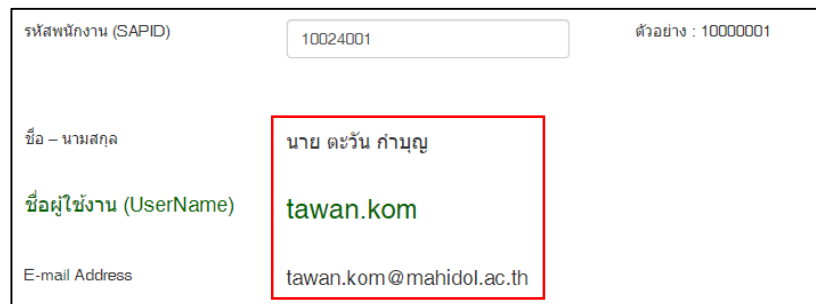 รหัสพนักงาน (SAPID) 10024001 ตัวอย่าง : 10000001
ชื่อ – นามสกุล นาย ตะวัน กำบุญ
ชื่อผู้ใช้งาน (UserName) tawan.kom
E-mail Address tawan.kom@mahidol.ac.th